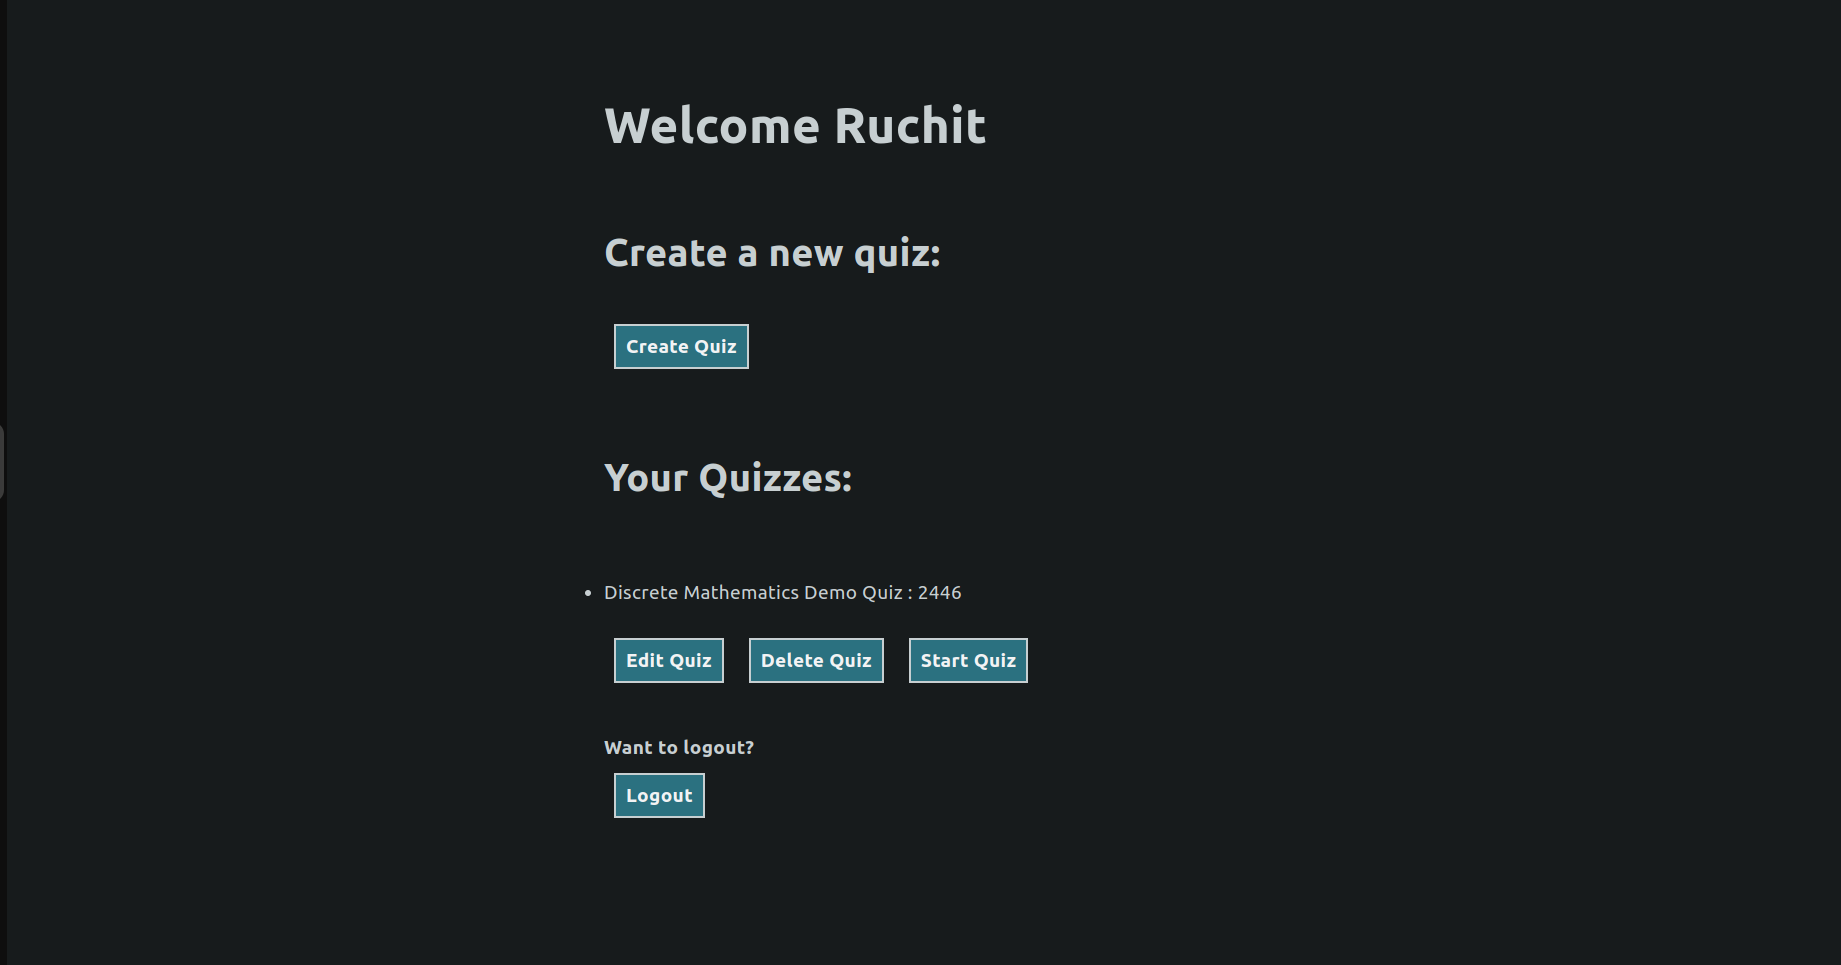 Welcome Ruchit
Create a new quiz:
Create Quiz
Your Quizzes:
Discrete Mathematics Demo Quiz : 2446
Edit Quiz Delete Quiz Start Quiz
Want to logout?
Logout